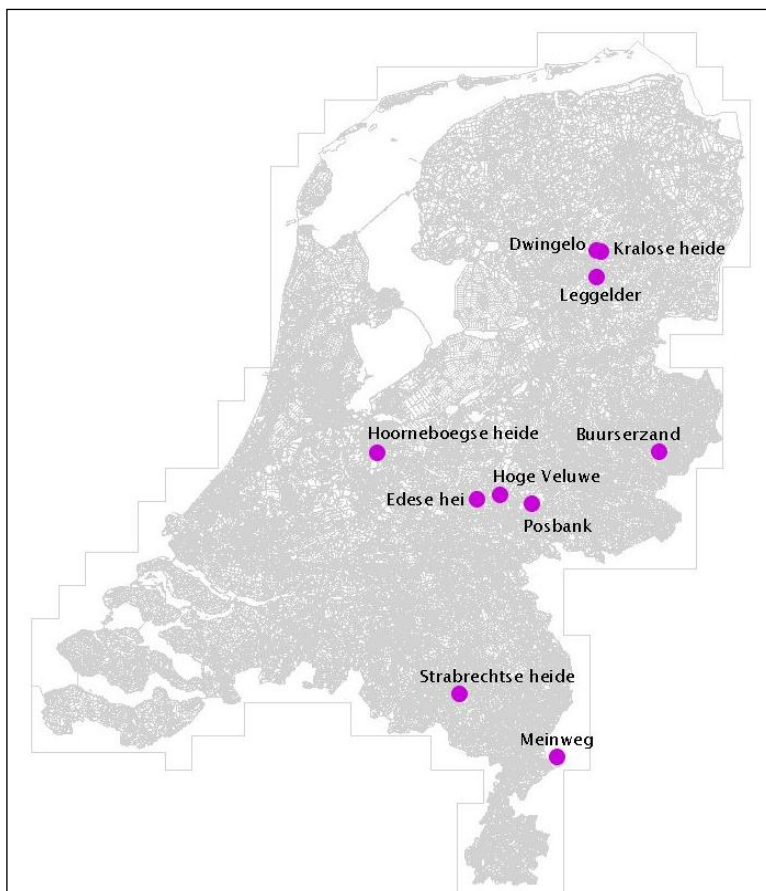 Dwingelo
Kralose heide
Leggelder
Hoorneboegse heide
Buurserzand
Hoge Veluwe
Edese hei
Posbank
Strabrechtse heide
Meinweg